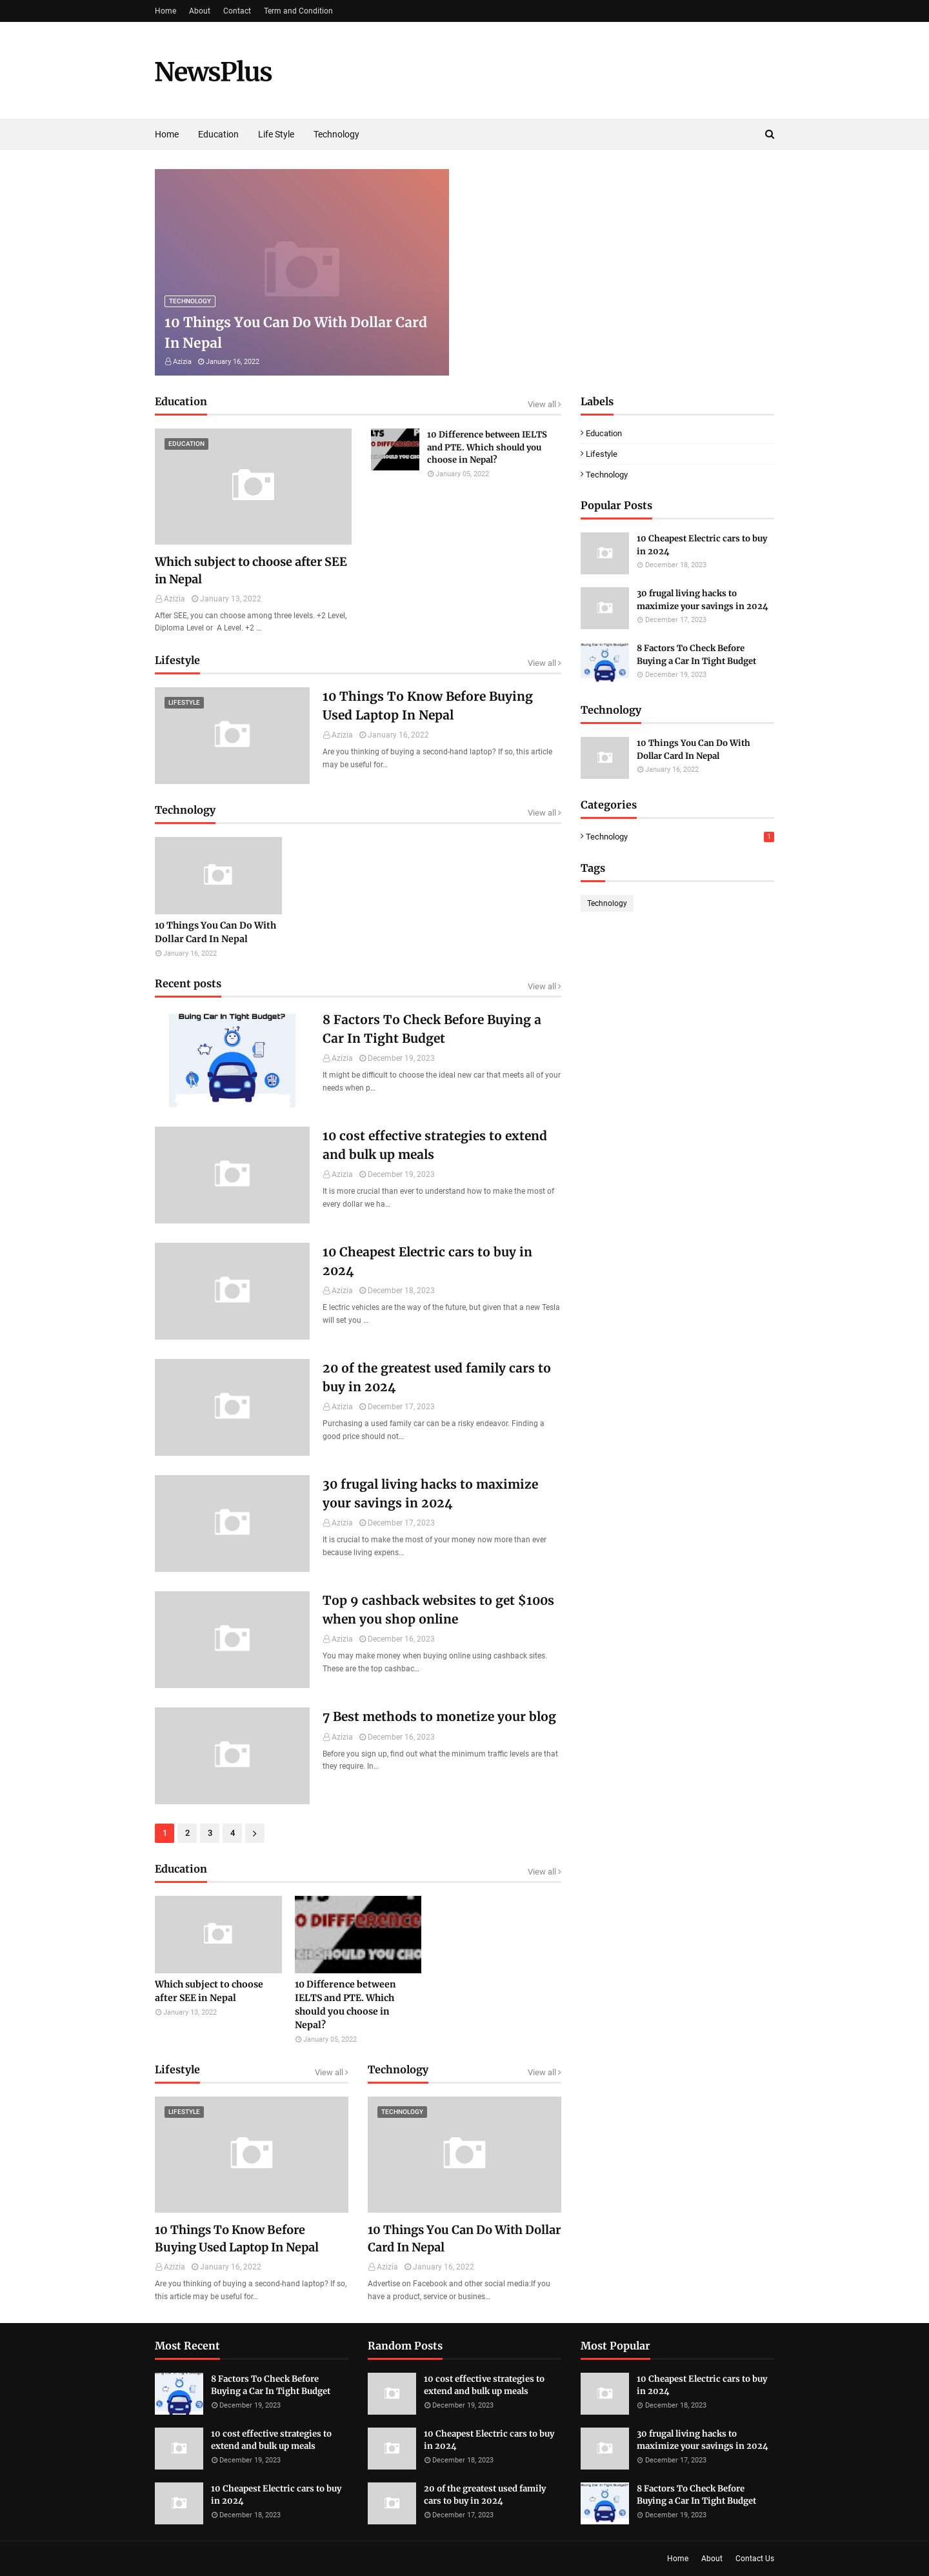 Home About Contact Term and Condition
NewsPlus
Home Education Life Style Technology
TECHNOLOGY
10 Things You Can Do With Dollar Card
In Nepal
Azizia January 16, 2022
Education View all
EDUCATION
Which subject to choose after SEE
in Nepal
Azizia January 13, 2022
After SEE, you can choose among three levels. +2 Level,
Diploma Level or A Level. +2 ...
LTS
DIFFERENCE
CH SHOULD YOU CHO
10 Difference between IELTS
and PTE. Which should you
choose in Nepal?
January 05, 2022
Lifestyle View all
LIFESTYLE
10 Things To Know Before Buying
Used Laptop In Nepal
Azizia January 16, 2022
Are you thinking of buying a second-hand laptop? If so, this article
may be useful for...
Technology View all
10 Things You Can Do With
Dollar Card In Nepal
January 16, 2022
Recent posts View all
Buing Car In Tight Budget?
8 Factors To Check Before Buying a
Car In Tight Budget
Azizia December 19, 2023
It might be difficult to choose the ideal new car that meets all of your
needs when p...
10 cost effective strategies to extend
and bulk up meals
Azizia December 19, 2023
It is more crucial than ever to understand how to make the most of
every dollar we ha...
10 Cheapest Electric cars to buy in
2024
Azizia December 18, 2023
E lectric vehicles are the way of the future, but given that a new Tesla
will set you ...
20 of the greatest used family cars to
buy in 2024
Azizia December 17, 2023
Purchasing a used family car can be a risky endeavor. Finding a
good price should not...
30 frugal living hacks to maximize
your savings in 2024
Azizia December 17, 2023
It is crucial to make the most of your money now more than ever
because living expens...
Top 9 cashback websites to get $100s
when you shop online
Azizia December 16, 2023
You may make money when buying online using cashback sites.
These are the top cashbac...
7 Best methods to monetize your blog
Azizia December 16, 2023
Before you sign up, find out what the minimum traffic levels are that
they require. In...
1 2 3 4
Education View all
Which subject to choose
after SEE in Nepal
January 13, 2022
O DIFFFERENCE
CH SHOULD YOU CHO
10 Difference between
IELTS and PTE. Which
should you choose in
Nepal?
January 05, 2022
Lifestyle View all
LIFESTYLE
10 Things To Know Before
Buying Used Laptop In Nepal
Azizia January 16, 2022
Are you thinking of buying a second-hand laptop? If so,
this article may be useful for...
Technology View all
TECHNOLOGY
10 Things You Can Do With Dollar
Card In Nepal
Azizia January 16, 2022
Advertise on Facebook and other social media:If you
have a product, service or busines...
Labels
Education
Lifestyle
Technology
Popular Posts
10 Cheapest Electric cars to buy
in 2024
December 18, 2023
30 frugal living hacks to
maximize your savings in 2024
December 17, 2023
Buing Car In Tight Budget?
8 Factors To Check Before
Buying a Car In Tight Budget
December 19, 2023
Technology
10 Things You Can Do With
Dollar Card In Nepal
January 16, 2022
Categories
Technology 1
Tags
Technology
Most Recent
8 Factors To Check Before
Buying a Car In Tight Budget
December 19, 2023
10 cost effective strategies to
extend and bulk up meals
December 19, 2023
10 Cheapest Electric cars to buy
in 2024
December 18, 2023
Random Posts
10 cost effective strategies to
extend and bulk up meals
December 19, 2023
10 Cheapest Electric cars to buy
in 2024
December 18, 2023
20 of the greatest used family
cars to buy in 2024
December 17, 2023
Most Popular
10 Cheapest Electric cars to buy
in 2024
December 18, 2023
30 frugal living hacks to
maximize your savings in 2024
December 17, 2023
Buing Car In Tight Budget?
8 Factors To Check Before
Buying a Car In Tight Budget
December 19, 2023
Home About Contact Us